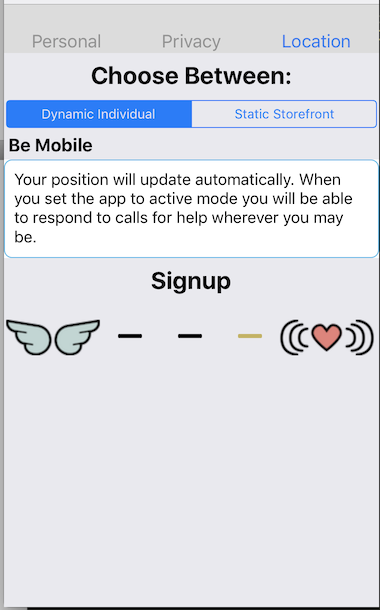 Personal Privacy Location
Choose Between:
Dynamic Individual Static Storefront
Be Mobile
Your position will update automatically. When
you set the app to active mode you will be able
to respond to calls for help wherever you may
be.
Signup